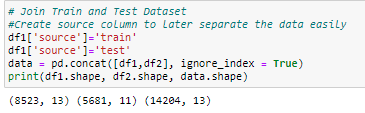 # Join Train and Test Dataset
#Create source column to later separate the data easily
df1['source']='train'
df1['source']='test'
data = pd.concat([df1,df2], ignore_index = True)
print(df1.shape, df2.shape, data.shape)
(8523, 13) (5681, 11) (14204, 13)